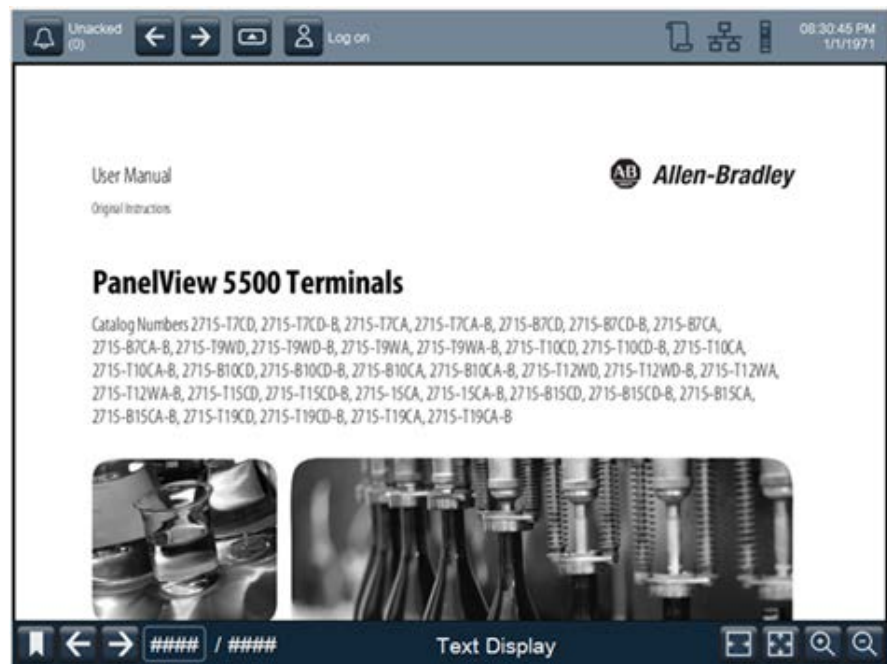 Unacked
(0)
Log on
08:30:45 PM
1/1/1971
User Manual
Original Instructions
AB Allen-Bradley
PanelView 5500 Terminals
Catalog Numbers 2715-T7CD, 2715-T7CD-B, 2715-T7CA, 2715-T7CA-B, 2715-B7CD, 2715-B7CD-B, 2715-B7CA,
2715-B7CA-B, 2715-T9WD, 2715-T9WD-B, 2715-T9WA, 2715-T9WA-B, 2715-T10CD, 2715-T10CD-B, 2715-T10CA,
2715-T10CA-B, 2715-B10CD, 2715-B10CD-B, 2715-B10CA, 2715-B10CA-B, 2715-T12WD, 2715-T12WD-B, 2715-T12WA,
2715-T12WA-B, 2715-T15CD, 2715-T15CD-B, 2715-15CA, 2715-15CA-B, 2715-B15CD, 2715-B15CD-B, 2715-B15CA,
2715-B15CA-B, 2715-T19CD, 2715-T19CD-B, 2715-T19CA, 2715-T19CA-B
#### / #### Text Display